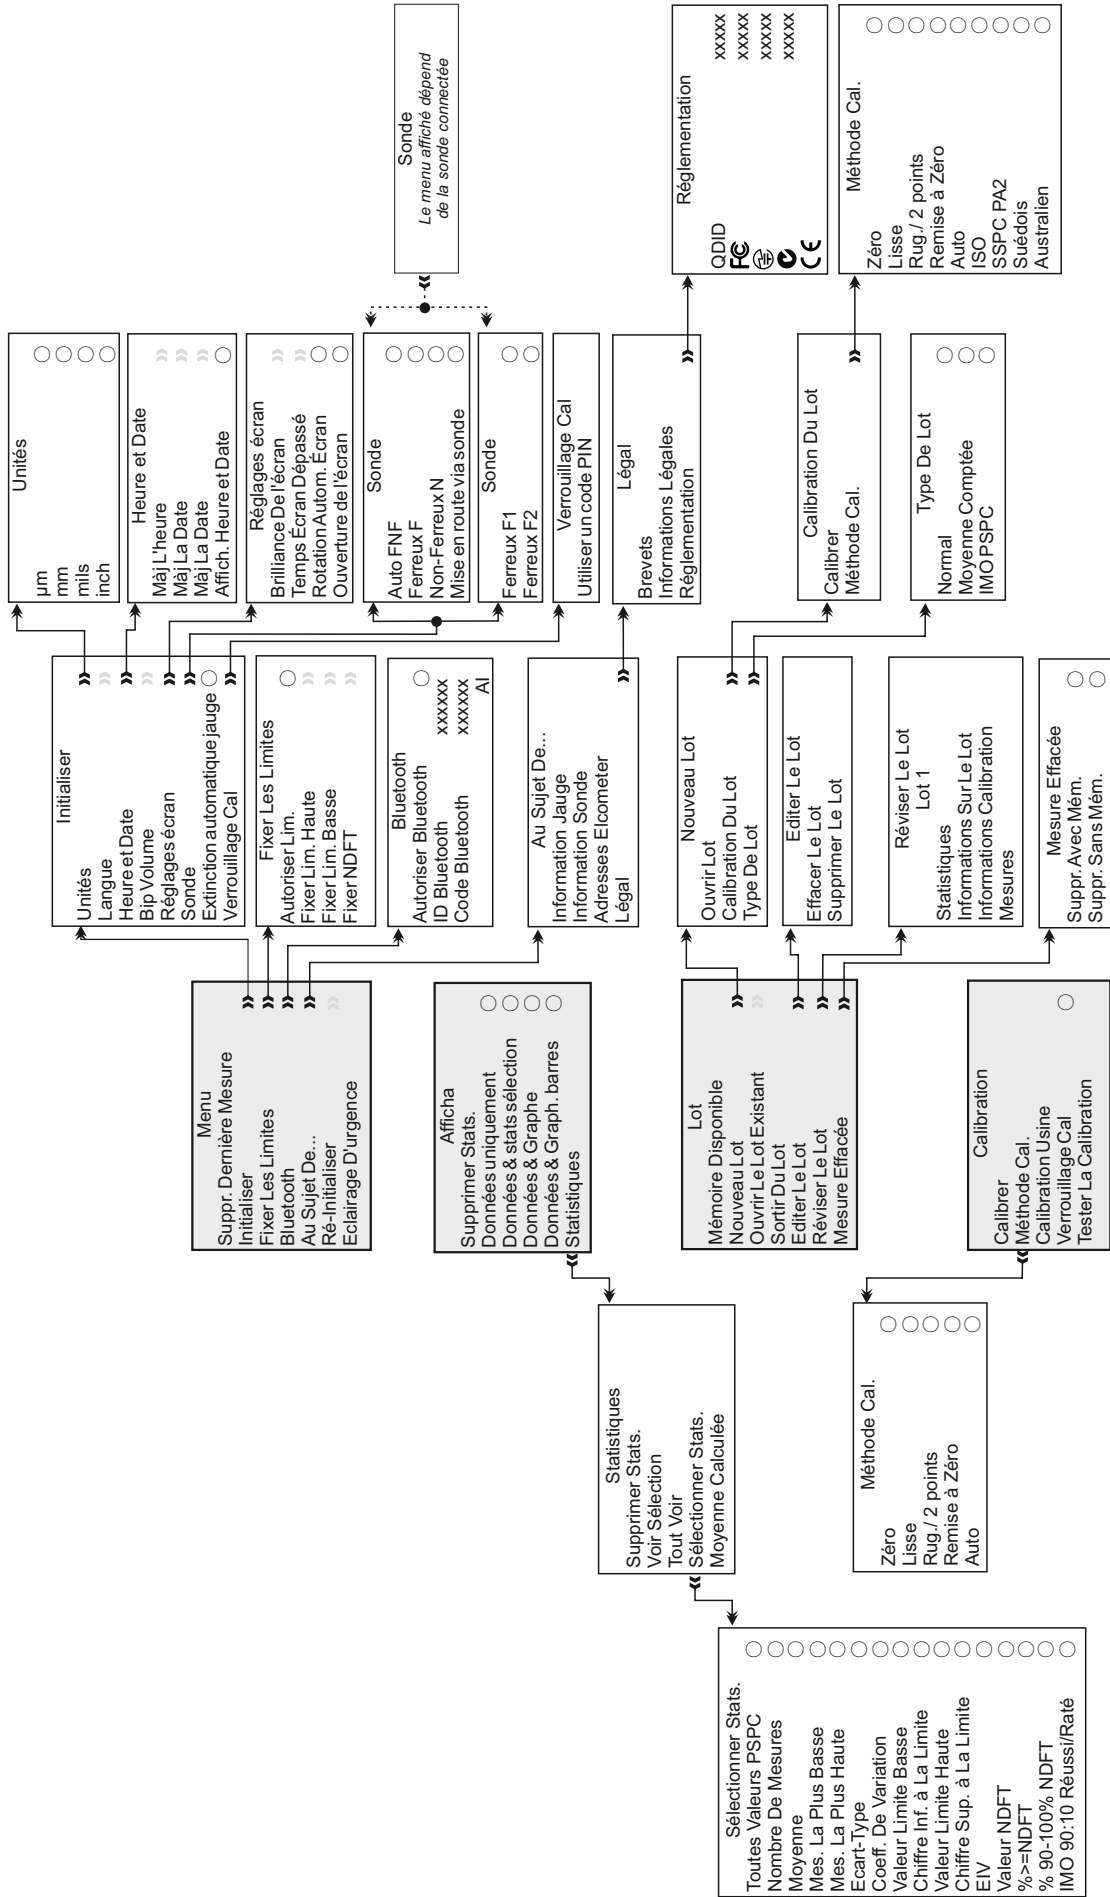 Menu
Suppr. Dernière Mesure
Initialiser
Fixer Les Limites
Bluetooth
Au Sujet De...
Ré-Initialiser
Eclairage D'urgence
Initialiser
Unités
Langue
Heure et Date
Bip Volume
Réglages écran
Sonde
Extinction automatique jauge
Verrouillage Cal
Unités
µm
mm
mils
inch
Heure et Date
Màj L'heure
Màj La Date
Màj La Date
Affich. Heure et Date
Réglages écran
Brilliance De l'écran
Temps Écran Dépassé
Rotation Autom. Écran
Ouverture de l'écran
Sonde
Auto FNF
Ferreux F
Non-Ferreux N
Mise en route via sonde
Sonde
Ferreux F1
Ferreux F2
Sonde
Le menu affiché dépend
de la sonde connectée
Verrouillage Cal
Utiliser un code PIN
Fixer Les Limites
Autoriser Lim.
Fixer Lim. Haute
Fixer Lim. Basse
Fixer NDFT
Bluetooth
Autoriser Bluetooth
ID Bluetooth xxxxxx
Code Bluetooth xxxxxx
AI
Au Sujet De...
Information Jauge
Information Sonde
Adresses Elcometer
Légal
Légal
Brevets
Informations Légales
Réglementation
Réglementation
QDID xxxxx
FC xxxxx
xxxxx
CE xxxxx
Afficha
Supprimer Stats.
Données uniquement
Données & stats sélection
Données & Graphe
Données & Graph. barres
Statistiques
Statistiques
Supprimer Stats.
Voir Sélection
Tout Voir
Sélectionner Stats.
Moyenne Calculée
Sélectionner Stats.
Toutes Valeurs PSPC
Nombre De Mesures
Moyenne
Mes. La Plus Basse
Mes. La Plus Haute
Ecart-Type
Coeff. De Variation
Valeur Limite Basse
Chiffre Inf. à La Limite
Valeur Limite Haute
Chiffre Sup. à La Limite
EIV
Valeur NDFT
%>=NDFT
% 90-100% NDFT
IMO 90:10 Réussi/Raté
Lot
Mémoire Disponible
Nouveau Lot
Ouvrir Le Lot Existant
Sortir Du Lot
Editer Le Lot
Réviser Le Lot
Mesure Effacée
Nouveau Lot
Ouvrir Lot
Calibration Du Lot
Type De Lot
Calibration Du Lot
Calibrer
Méthode Cal.
Méthode Cal.
Zéro
Lisse
Rug./ 2 points
Remise à Zéro
Auto
ISO
SSPC PA2
Suédois
Australien
Type De Lot
Normal
Moyenne Comptée
IMO PSPC
Editer Le Lot
Effacer Le Lot
Supprimer Le Lot
Réviser Le Lot
Lot 1
Statistiques
Informations Sur Le Lot
Informations Calibration
Mesures
Mesure Effacée
Suppr. Avec Mém.
Suppr. Sans Mém.
Calibration
Calibrer
Méthode Cal.
Calibration Usine
Verrouillage Cal
Tester La Calibration
Méthode Cal.
Zéro
Lisse
Rug./ 2 points
Remise à Zéro
Auto